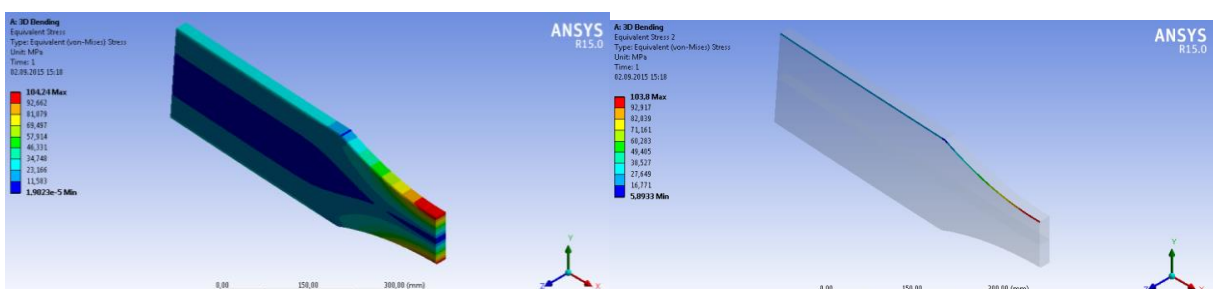 A: 3D Bending
Equivalent Stress
Type: Equivalent (von-Mises) Stress
Unit: MPa
Time: 1
02.09.2015 15:18
104,24 Max
92,662
81,079
69,497
57,914
46,331
34,748
23,166
11,583
1,9023e-5 Min
ANSYS
R15.0
0,00 150,00 300,00 (mm)
Y
Z X
A: 3D Bending
Equivalent Stress 2
Type: Equivalent (von-Mises) Stress
Unit: MPa
Time: 1
02.09.2015 15:18
103,8 Max
92,917
82,039
71,161
60,283
49,405
38,527
27,649
16,771
5,8933 Min
ANSYS
R15.0
0,00 150,00 300,00 (mm)
Y
Z X